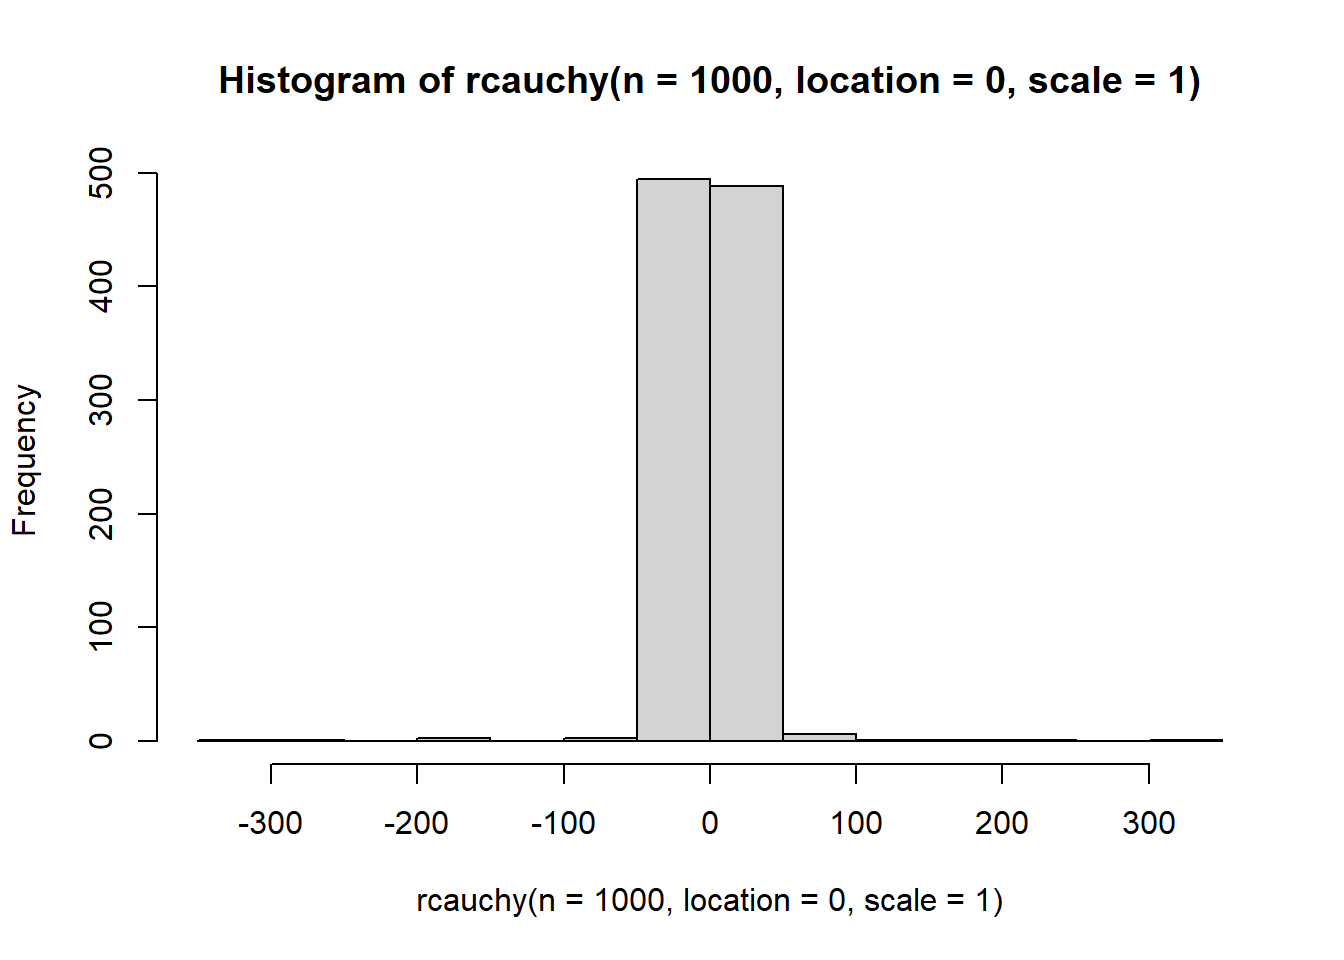 Histogram of rcauchy(n = 1000, location = 0, scale = 1)
Frequency
500
400
300
200
100
0
-300 -200 -100 0 100 200 300
rcauchy(n = 1000, location = 0, scale = 1)